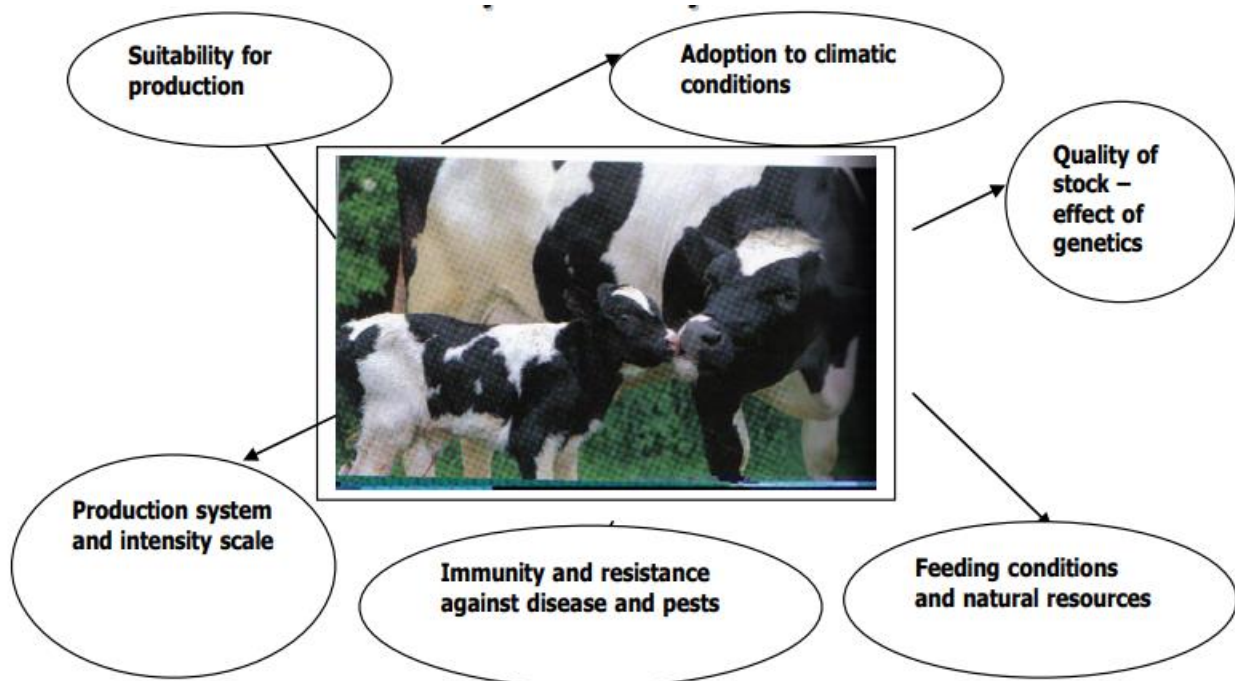 Suitability for
production
Adoption to climatic
conditions
Quality of
stock –
effect of
genetics
Production system
and intensity scale
Immunity and resistance
against disease and pests
Feeding conditions
and natural resources